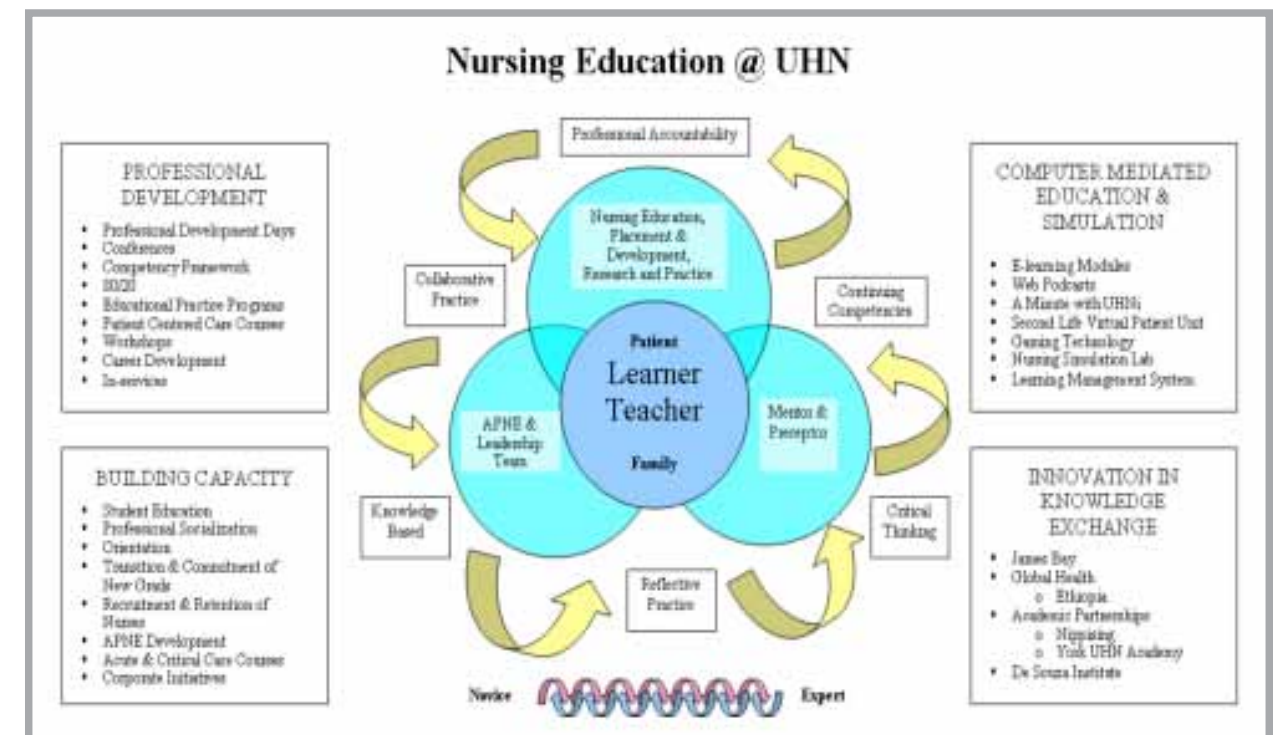 Nursing Education @ UHN
PROFESSIONAL
DEVELOPMENT
Professional Development Days
Conferences
Competency Framework
80/20
Educational Practice Programs
Patient Centered Care Courses
Workshops
Career Development
In-services
BUILDING CAPACITY
Student Education
Professional Socialization
Orientation
Transition & Commitment of
New Grads
Recruitment & Retention of
Nurses
APNE Development
Acute & Critical Care Courses
Corporate Initiatives
Professional Accountability
Nursing Education,
Placement &
Development,
Research and Practice
Collaborative
Practice
Continuing
Competencies
Patient
Learner
Teacher
Family
APNE &
Leadership
Team
Mentor &
Preceptor
Knowledge
Based
Critical
Thinking
Reflective
Practice
Novice
Expert
COMPUTER MEDIATED
EDUCATION &
SIMULATION
E-learning Modules
Web Podcasts
A Minute with UHNi
Second Life Virtual Patient Unit
Gaming Technology
Nursing Simulation Lab
Learning Management System
INNOVATION IN
KNOWLEDGE
EXCHANGE
James Bay
Global Health
Ethiopia
Academic Partnerships
Nipissing
York UHN Academy
De Souza Institute